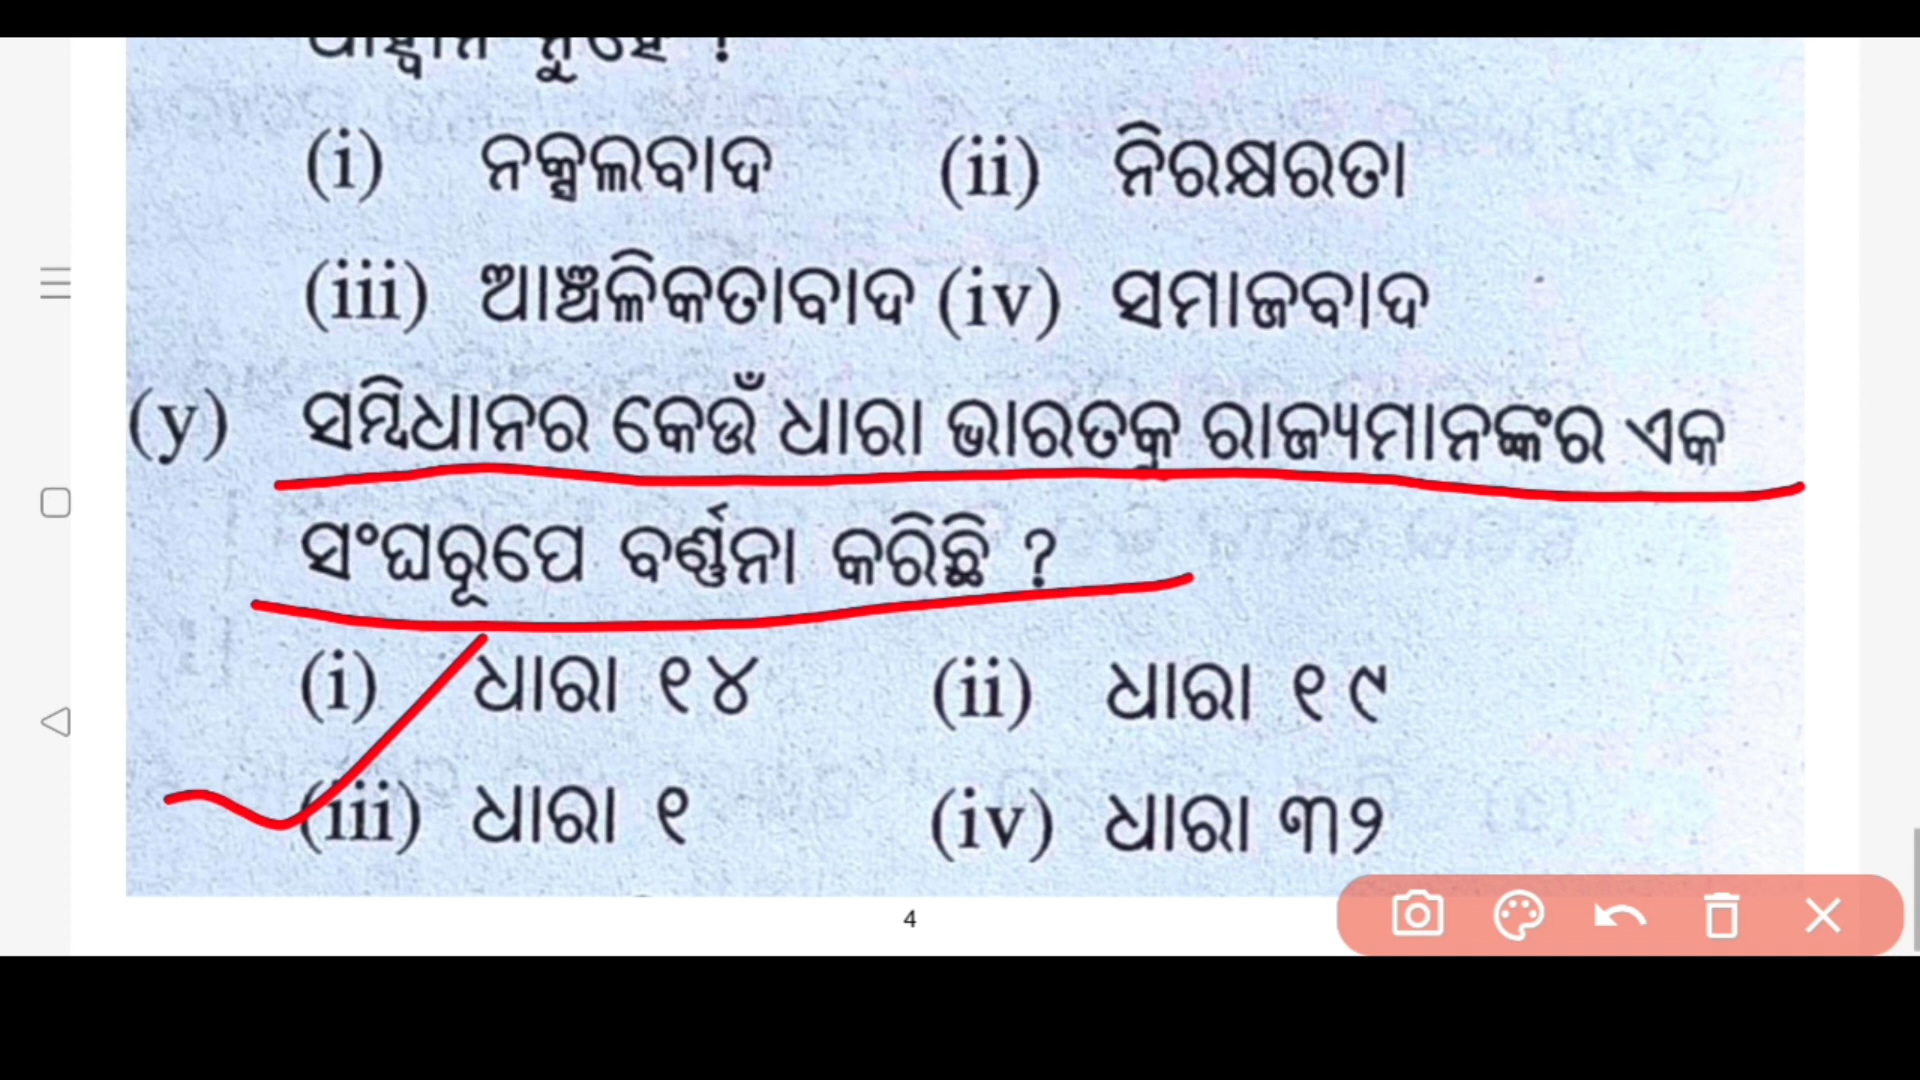 ନୁହେଁ ?
(i) ନକ୍ସଲବାଦ (ii) ନିରକ୍ଷରତା
(iii) ଆଞ୍ଚଳିକତାବାଦ (iv) ସମାଜବାଦ
(y) ସମ୍ବିଧାନର କେଉଁ ଧାରା ଭାରତକୁ ରାଜ୍ୟମାନଙ୍କର ଏକ
ସଂଘରୂପେ ବର୍ଣ୍ଣନା କରିଛି ?
(i) ଧାରା ୧୪ (ii) ଧାରା ୧୯
(iii) ଧାରା ୧ (iv) ଧାରା ୩୨
4